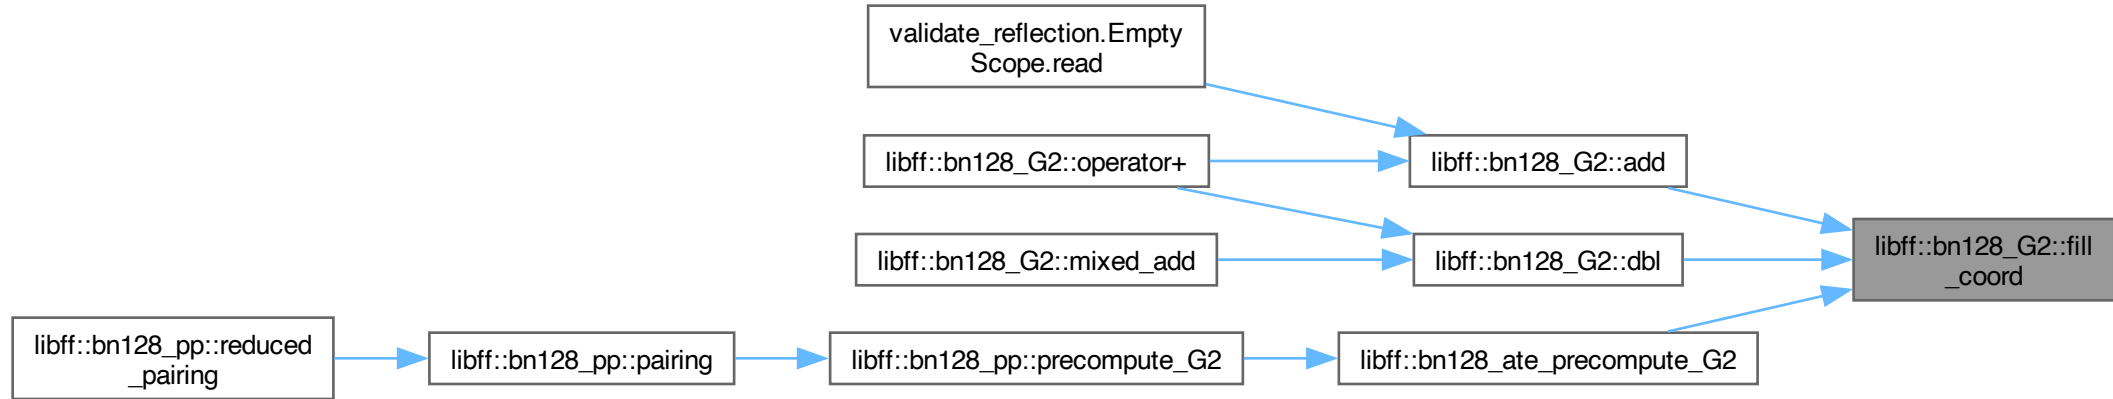 validate_reflection.Empty
Scope.read
libff::bn128_G2::operator+
libff::bn128_G2::add
libff::bn128_G2::mixed_add
libff::bn128_G2::dbl
libff::bn128_G2::fill
_coord
libff::bn128_pp::reduced
_pairing
libff::bn128_pp::pairing
libff::bn128_pp::precompute_G2
libff::bn128_ate_precompute_G2